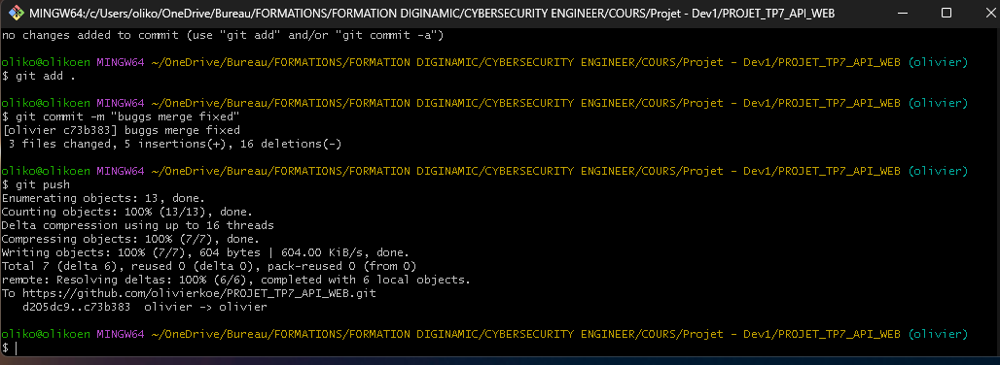 MINGW64:/c/Users/oliko/OneDrive/Bureau/FORMATIONS/FORMATION DIGINAMIC/CYBERSECURITY ENGINEER/COURS/Projet - Dev1/PROJET_TP7_API_WEB
no changes added to commit (use "git add" and/or "git commit -a")
oliko@olikoen MINGW64 ~/OneDrive/Bureau/FORMATIONS/FORMATION DIGINAMIC/CYBERSECURITY ENGINEER/COURS/Projet - Dev1/PROJET_TP7_API_WEB (olivier)
$ git add .
oliko@olikoen MINGW64 ~/OneDrive/Bureau/FORMATIONS/FORMATION DIGINAMIC/CYBERSECURITY ENGINEER/COURS/Projet - Dev1/PROJET_TP7_API_WEB (olivier)
$ git commit -m "buggs merge fixed"
[olivier c73b383] buggs merge fixed
3 files changed, 5 insertions(+), 16 deletions(-)
oliko@olikoen MINGW64 ~/OneDrive/Bureau/FORMATIONS/FORMATION DIGINAMIC/CYBERSECURITY ENGINEER/COURS/Projet - Dev1/PROJET_TP7_API_WEB (olivier)
$ git push
Enumerating objects: 13, done.
Counting objects: 100% (13/13), done.
Delta compression using up to 16 threads
Compressing objects: 100% (7/7), done.
Writing objects: 100% (7/7), 604 bytes | 604.00 KiB/s, done.
Total 7 (delta 6), reused 0 (delta 0), pack-reused 0 (from 0)
remote: Resolving deltas: 100% (6/6), completed with 6 local objects.
To https://github.com/olivierkoe/PROJET_TP7_API_WEB.git
d205dc9..c73b383  olivier -> olivier
oliko@olikoen MINGW64 ~/OneDrive/Bureau/FORMATIONS/FORMATION DIGINAMIC/CYBERSECURITY ENGINEER/COURS/Projet - Dev1/PROJET_TP7_API_WEB (olivier)
$